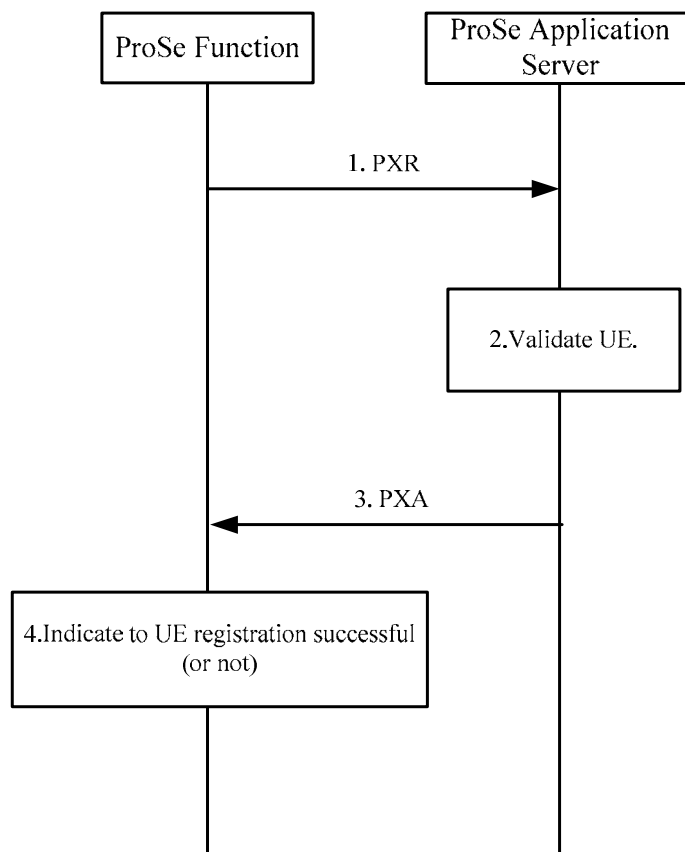 ProSe Function
ProSe Application
Server
1. PXR
2.Validate UE.
3. PXA
4.Indicate to UE registration successful
(or not)